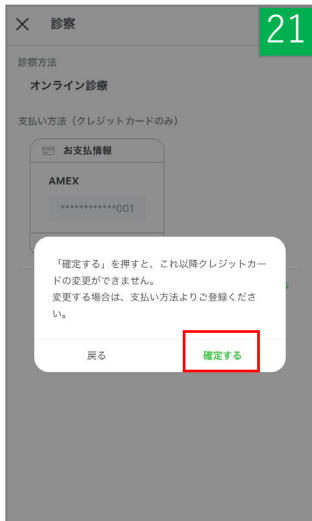 21
× 診察
診察方法
オンライン診療
支払い方法（クレジットカードのみ）
お支払情報
AMEX
************001
「確定する」を押すと、これ以降クレジットカー
ドの変更ができません。
変更する場合は、支払い方法よりご登録くださ
い。
戻る 確定する